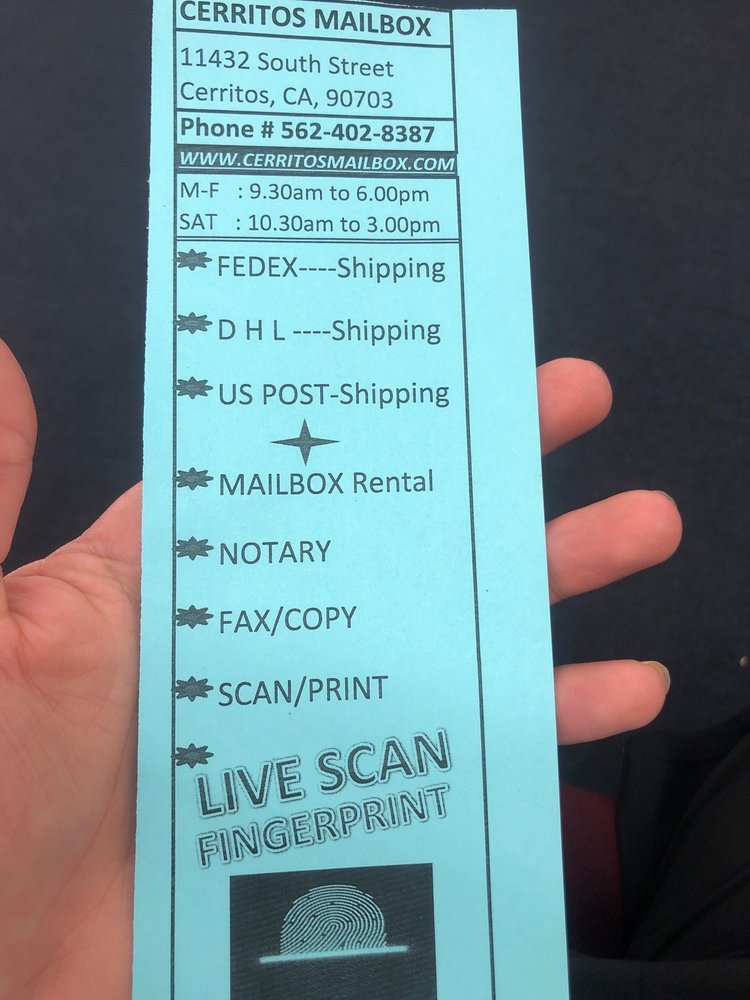 CERRITOS MAILBOX
11432 South Street
Cerritos, CA, 90703
Phone # 562-402-8387
WWW.CERRITOSMAILBOX.COM
M-F : 9.30am to 6.00pm
SAT : 10.30am to 3.00pm
FEDEX----Shipping
D H L ----Shipping
US POST-Shipping
MAILBOX Rental
NOTARY
FAX/COPY
SCAN/PRINT
LIVE SCAN
FINGERPRINT